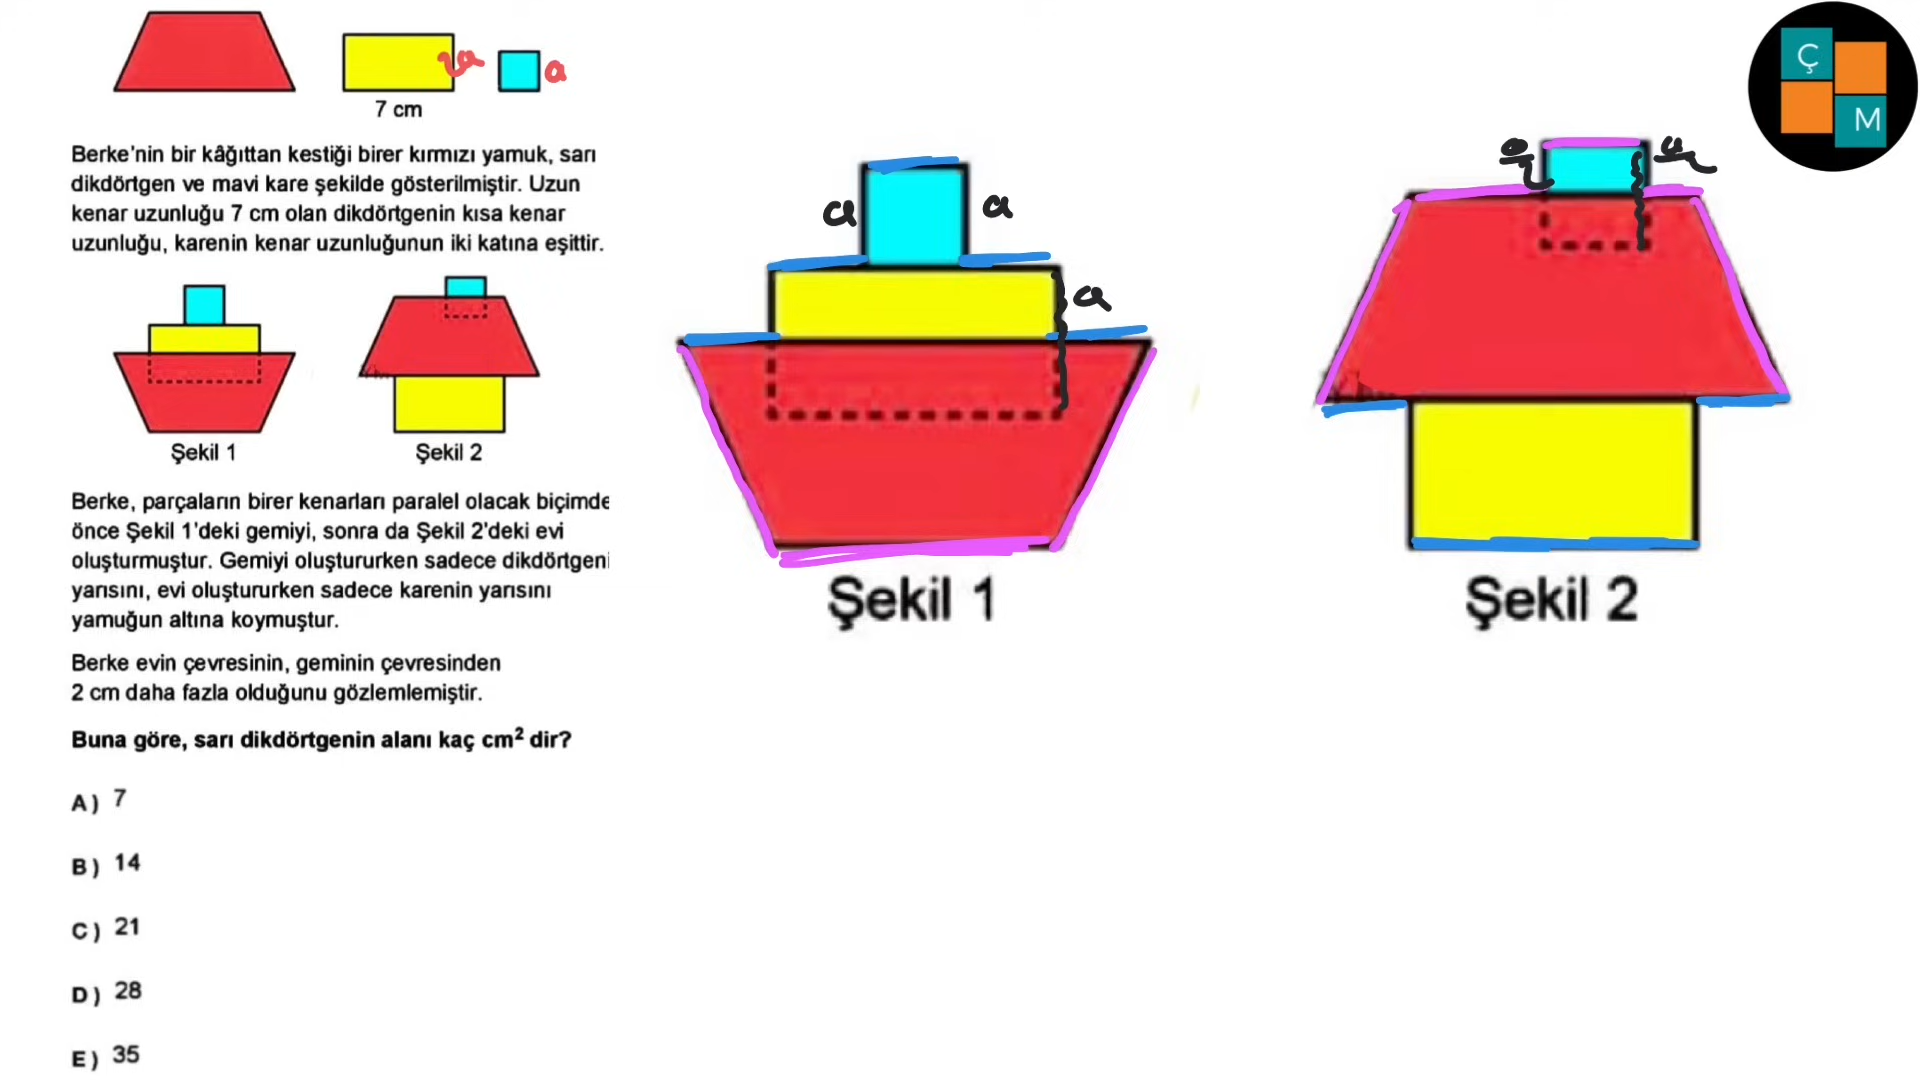 2a
a
7 cm
Berke'nin bir kâğıttan kestiği birer kırmızı yamuk, sarı
dikdörtgen ve mavi kare şekilde gösterilmiştir. Uzun
kenar uzunluğu 7 cm olan dikdörtgenin kısa kenar
uzunluğu, karenin kenar uzunluğunun iki katına eşittir.
Şekil 1
Şekil 2
Berke, parçaların birer kenarları paralel olacak biçimde
önce Şekil 1'deki gemiyi, sonra da Şekil 2'deki evi
oluşturmuştur. Gemiyi oluştururken sadece dikdörtgeni
yarısını, evi oluştururken sadece karenin yarısını
yamuğun altına koymuştur.
Berke evin çevresinin, geminin çevresinden
2 cm daha fazla olduğunu gözlemlemiştir.
Buna göre, sarı dikdörtgenin alanı kaç cm² dir?
A) 7
B) 14
C) 21
D) 28
E) 35
a
a
a
Şekil 1
a
2
a
2
Şekil 2
Ç
M